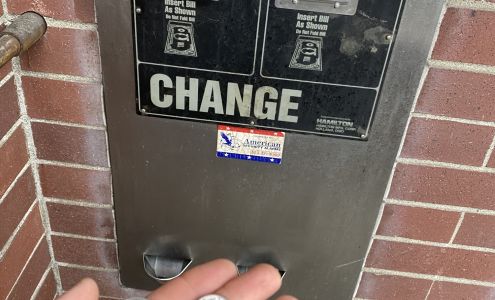 Insert Bill
As Shown
Do Not Fold Bill
Insert Bill
As Shown
Do Not Fold Bill
CHANGE
HAMILTON
American